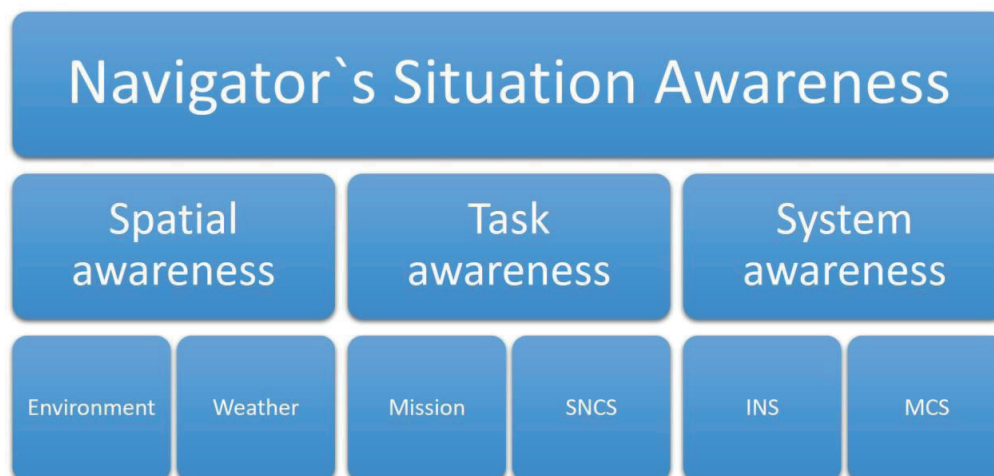 Navigator`s Situation Awareness
Spatial
awareness
Task
awareness
System
awareness
Environment
Weather
Mission
SNCS
INS
MCS